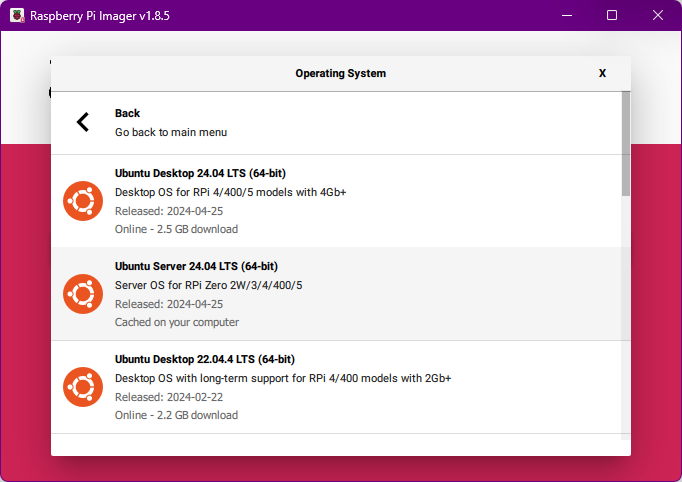 Raspberry Pi Imager v1.8.5
Operating System
X
Back
Go back to main menu
Ubuntu Desktop 24.04 LTS (64-bit)
Desktop OS for RPi 4/400/5 models with 4Gb+
Released: 2024-04-25
Online - 2.5 GB download
Ubuntu Server 24.04 LTS (64-bit)
Server OS for RPi Zero 2W/3/4/400/5
Released: 2024-04-25
Cached on your computer
Ubuntu Desktop 22.04.4 LTS (64-bit)
Desktop OS with long-term support for RPi 4/400 models with 2Gb+
Released: 2024-02-22
Online - 2.2 GB download